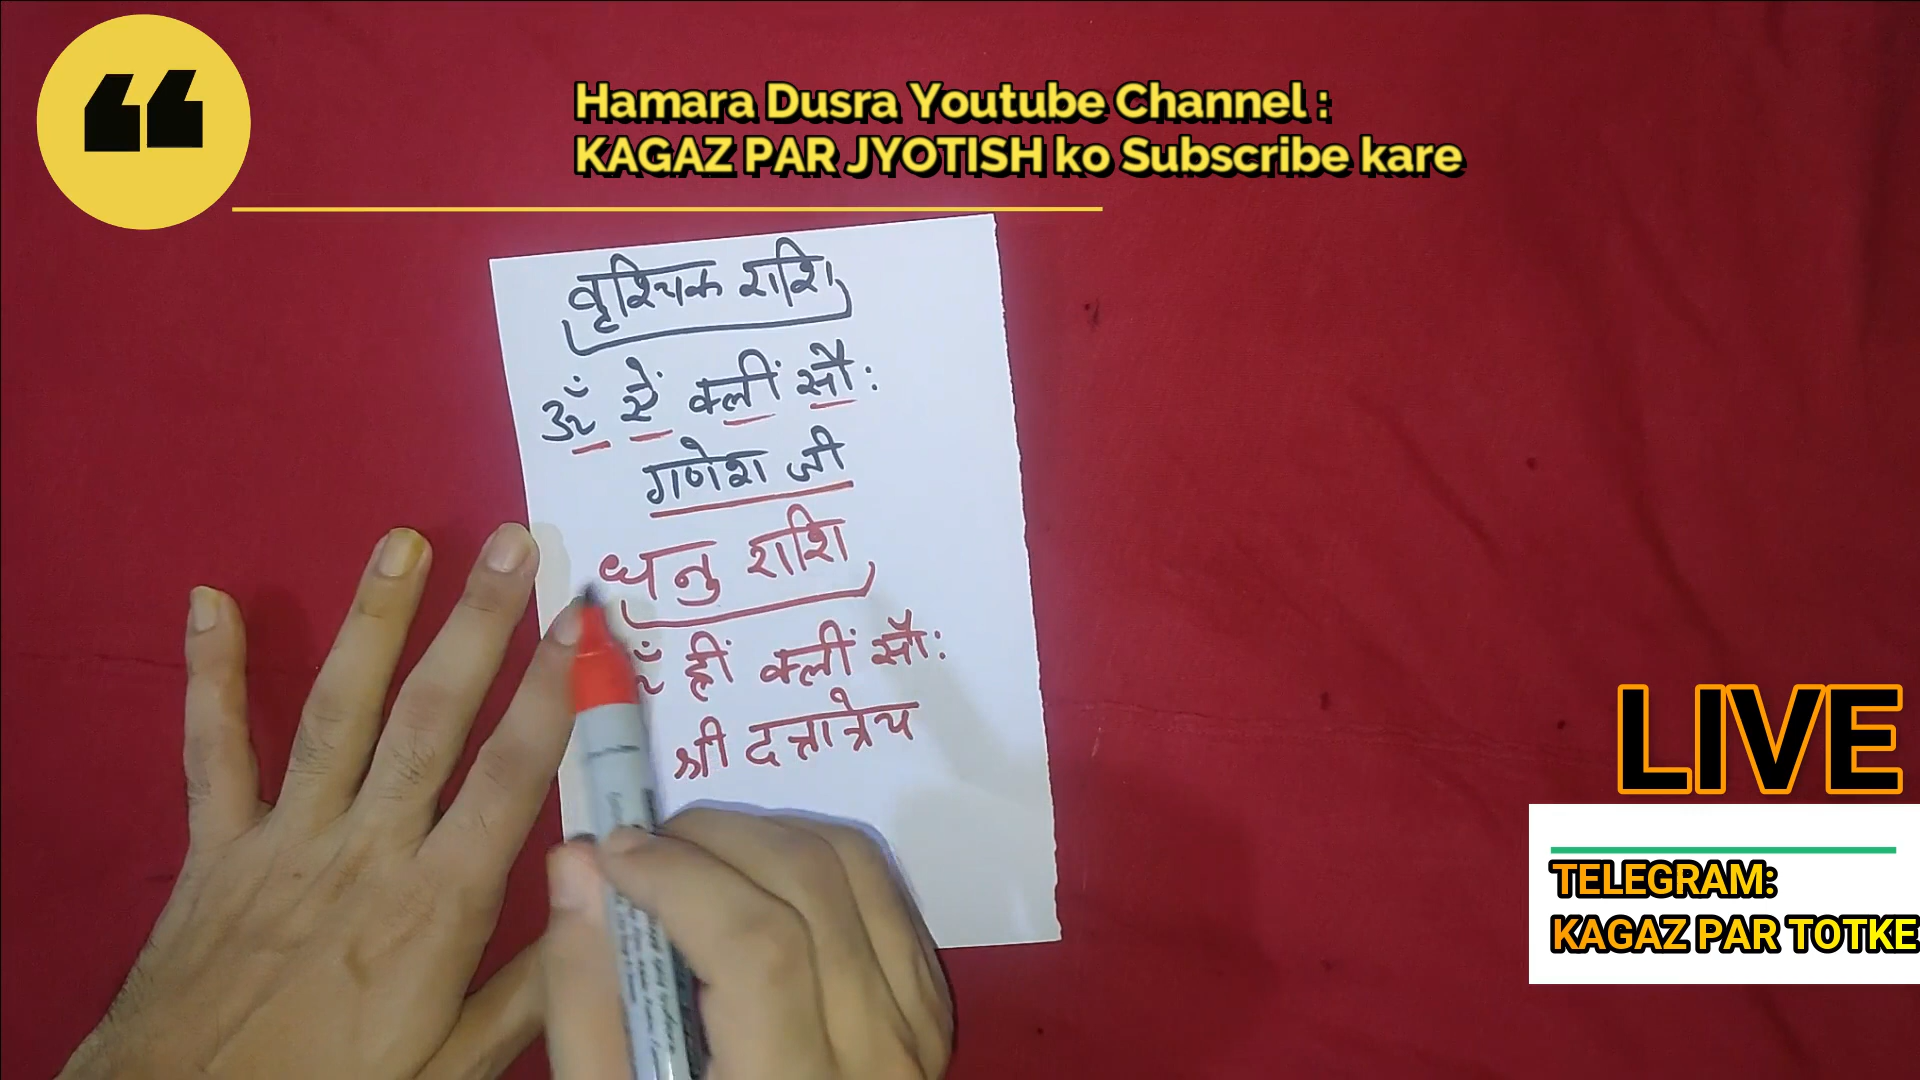 Hamara Dusra Youtube Channel :
KAGAZ PAR JYOTISH ko Subscribe kare
वृश्चिक राशि
ॐ ऐं क्लीं सौः
गणेश जी
धनु राशि
ॐ ह्रीं क्लीं सौः
श्री दत्तात्रेय
LIVE
TELEGRAM:
KAGAZ PAR TOTKE